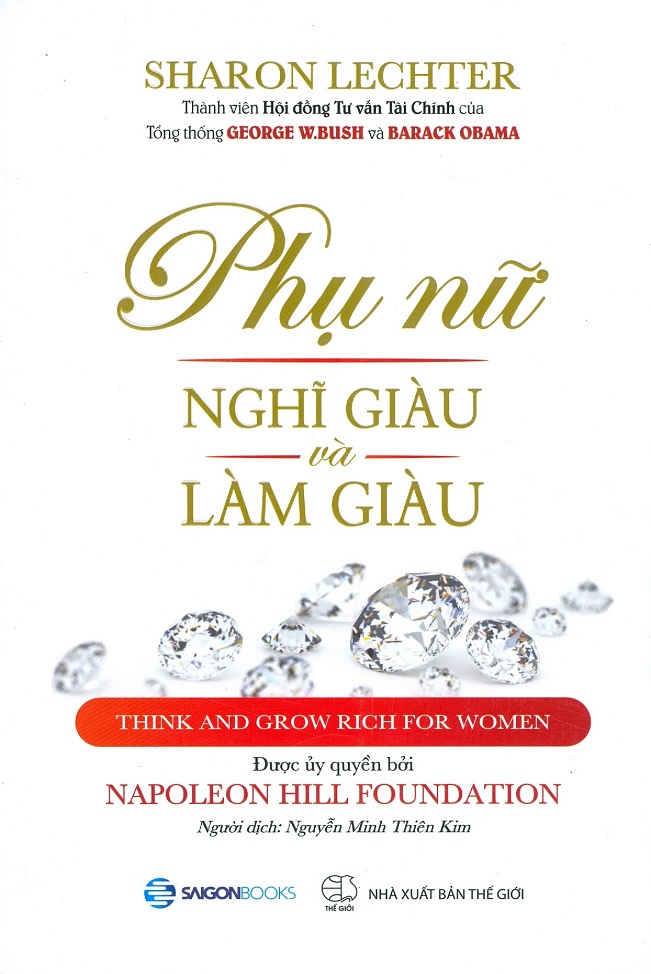 SHARON LECHTER
Thành viên Hội đồng Tư vấn Tài Chính của
Tổng thống GEORGE W.BUSH và BARACK OBAMA
Phụ nữ
NGHĨ GIÀU
và
LÀM GIÀU
THINK AND GROW RICH FOR WOMEN
Được ủy quyền bởi
NAPOLEON HILL FOUNDATION
Người dịch: Nguyễn Minh Thiên Kim
SAIGONBOOKS
THẾ GIỚI
NHÀ XUẤT BẢN THẾ GIỚI